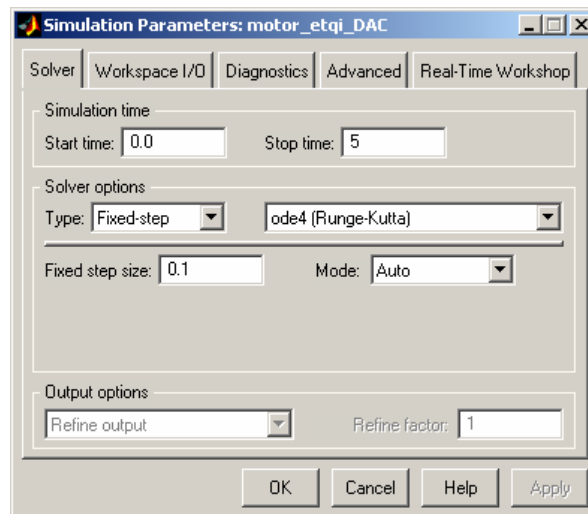 Simulation Parameters: motor_etqi_DAC
Solver Workspace I/O Diagnostics Advanced Real-Time Workshop
Simulation time
Start time: 0.0 Stop time: 5
Solver options
Type: Fixed-step ode4 (Runge-Kutta)
Fixed step size: 0.1 Mode: Auto
Output options
Refine output Refine factor: 1
OK Cancel Help Apply